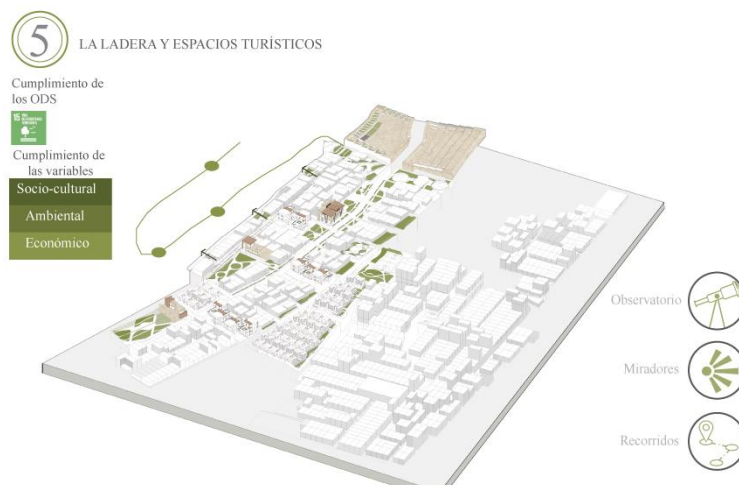 5
LA LADERA Y ESPACIOS TURÍSTICOS
Cumplimiento de
los ODS
15
Cumplimiento de
las variables
Socio-cultural
Ambiental
Económico
Observatorio
Miradores
Recorridos